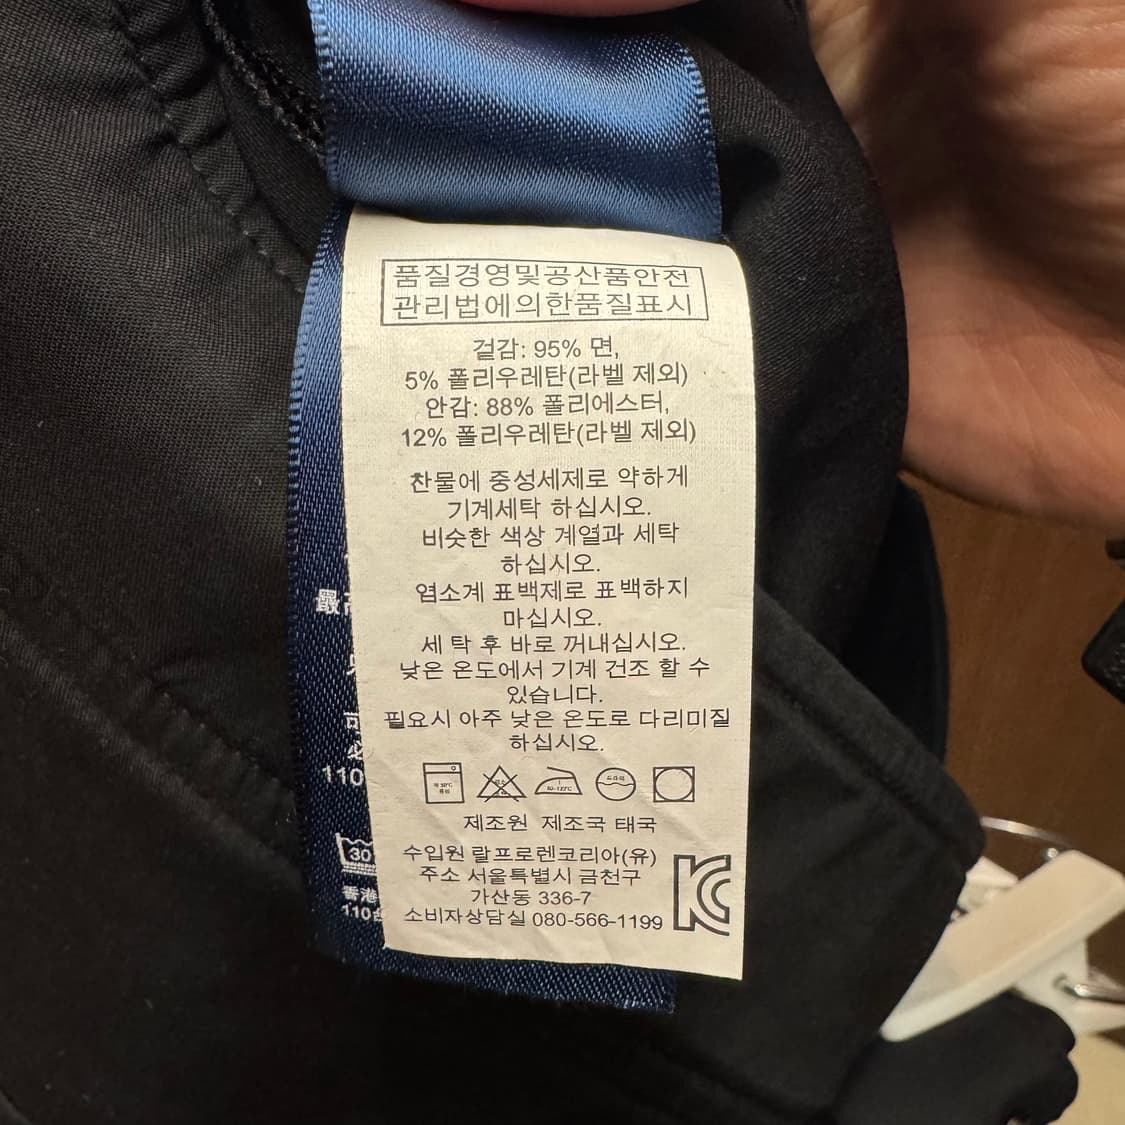 품질경영및공산품안전
관리법에의한품질표시
겉감: 95% 면,
5% 폴리우레탄(라벨 제외)
안감: 88% 폴리에스터,
12% 폴리우레탄(라벨 제외)
찬물에 중성세제로 약하게
기계세탁 하십시오.
비슷한 색상 계열과 세탁
하십시오.
염소계 표백제로 표백하지
마십시오.
세 탁 후 바로 꺼내십시오.
낮은 온도에서 기계 건조 할 수
있습니다.
필요시 아주 낮은 온도로 다리미질
하십시오.
제조원 제조국 태국
수입원 랄프로렌코리아(유)
주소 서울특별시 금천구
가산동 336-7
소비자상담실 080-566-1199
最高
可
110
30
香港
110